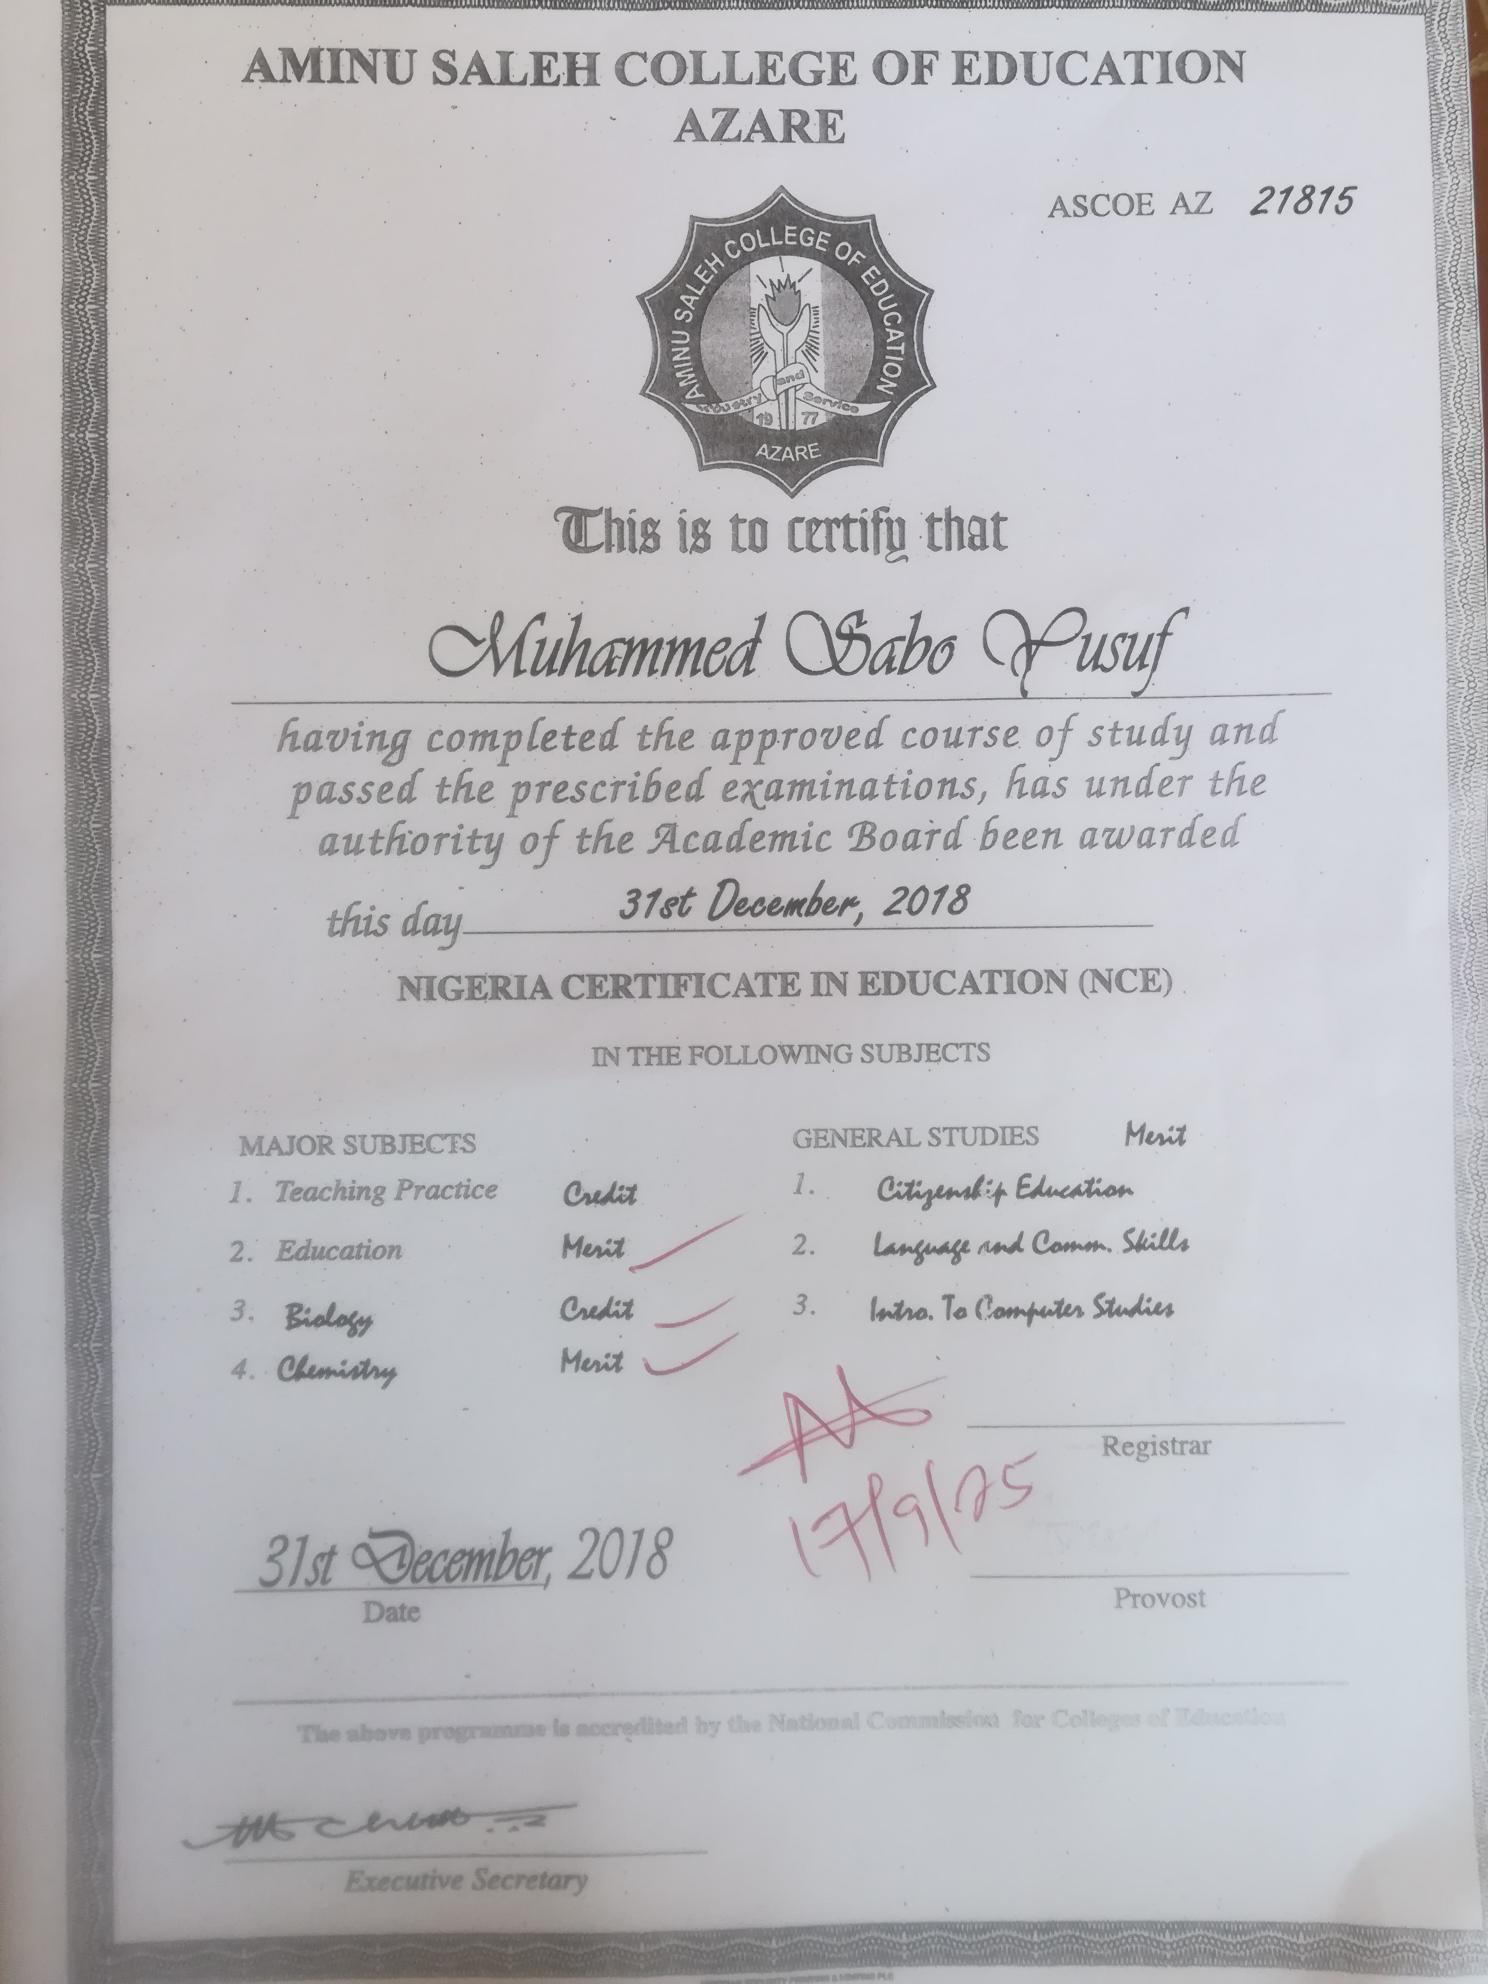 AMINU SALEH COLLEGE OF EDUCATION
AZARE
ASCOE AZ 21815
AMINU SALEH COLLEGE OF EDUCATION
Industry and Service
19 77
AZARE
This is to certify that
Muhammed Sabo Yusuf
having completed the approved course of study and
passed the prescribed examinations, has under the
authority of the Academic Board been awarded
this day 31st December, 2018
NIGERIA CERTIFICATE IN EDUCATION (NCE)
IN THE FOLLOWING SUBJECTS
MAJOR SUBJECTS
1. Teaching Practice Credit
2. Education Merit
3. Biology Credit
4. Chemistry Merit
GENERAL STUDIES Merit
1. Citizenship Education
2. Language and Comm. Skills
3. Intro. To Computer Studies
Registrar
17/9/25
31st December, 2018
Date
Provost
The above programme is accredited by the National Commission for Colleges of Education
Executive Secretary